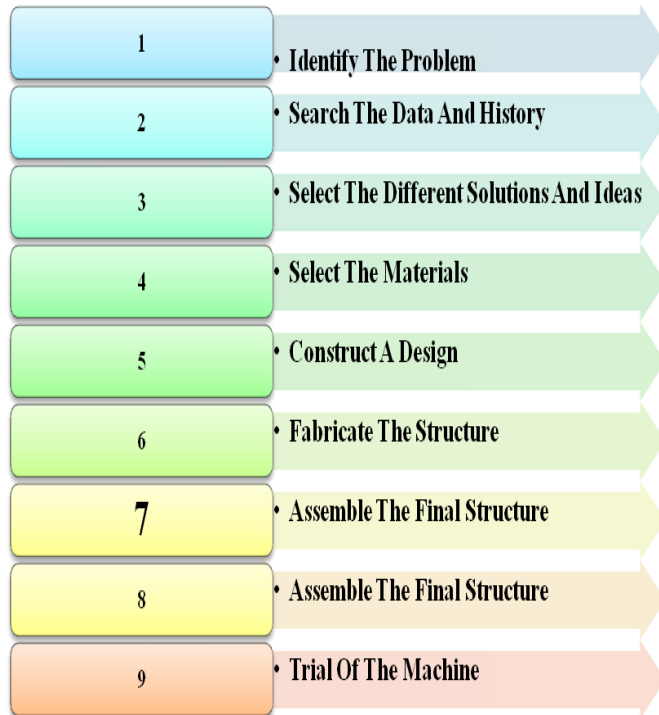 1
• Identify The Problem
2
• Search The Data And History
3
• Select The Different Solutions And Ideas
4
• Select The Materials
5
• Construct A Design
6
• Fabricate The Structure
7
• Assemble The Final Structure
8
• Assemble The Final Structure
9
• Trial Of The Machine